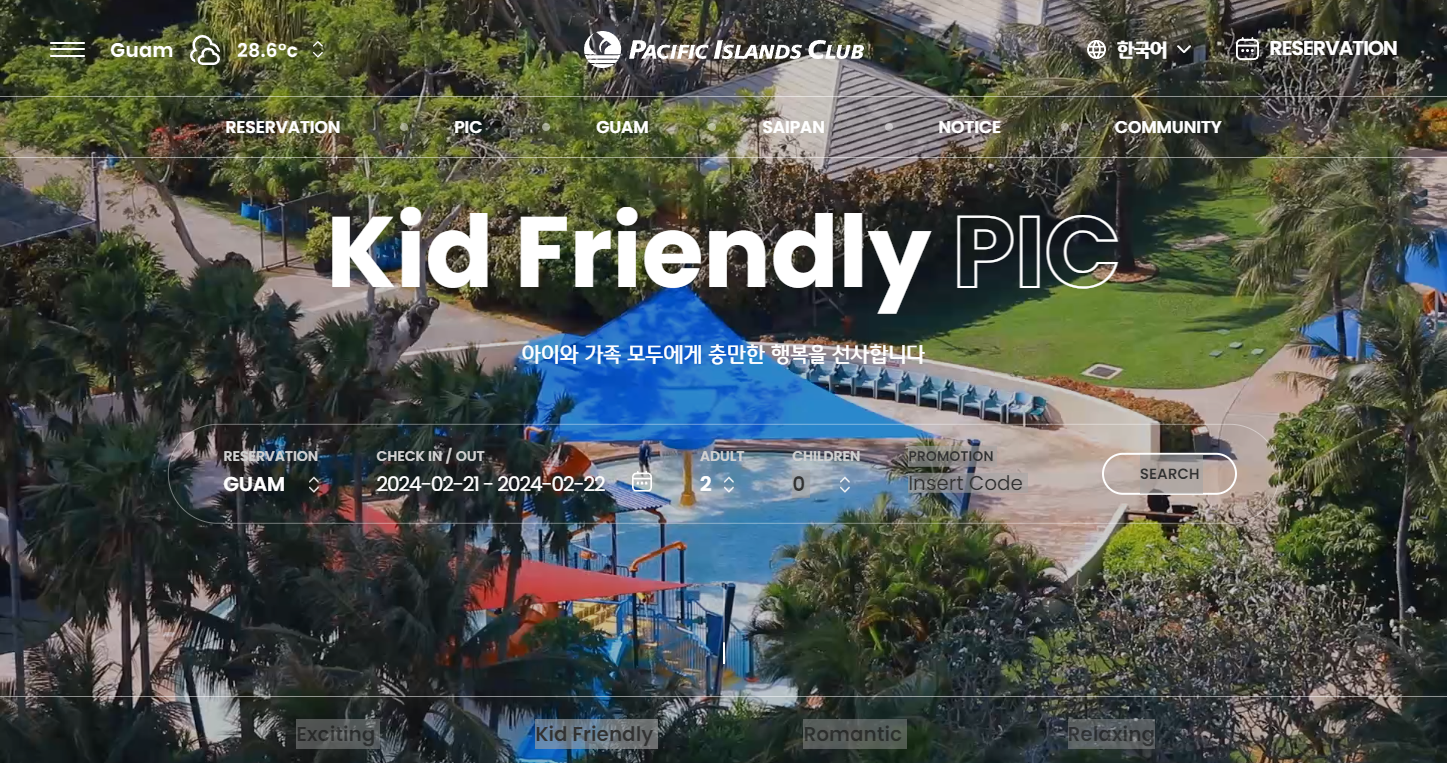 Guam 28.6°c PACIFIC ISLANDS CLUB 한국어 RESERVATION
RESERVATION PIC GUAM SAIPAN NOTICE COMMUNITY
Kid Friendly PIC
아이와 가족 모두에게 충만한 행복을 선사합니다
RESERVATION CHECK IN / OUT ADULT CHILDREN PROMOTION
GUAM 2024-02-21 - 2024-02-22 2 0 Insert Code SEARCH
Exciting Kid Friendly Romantic Relaxing